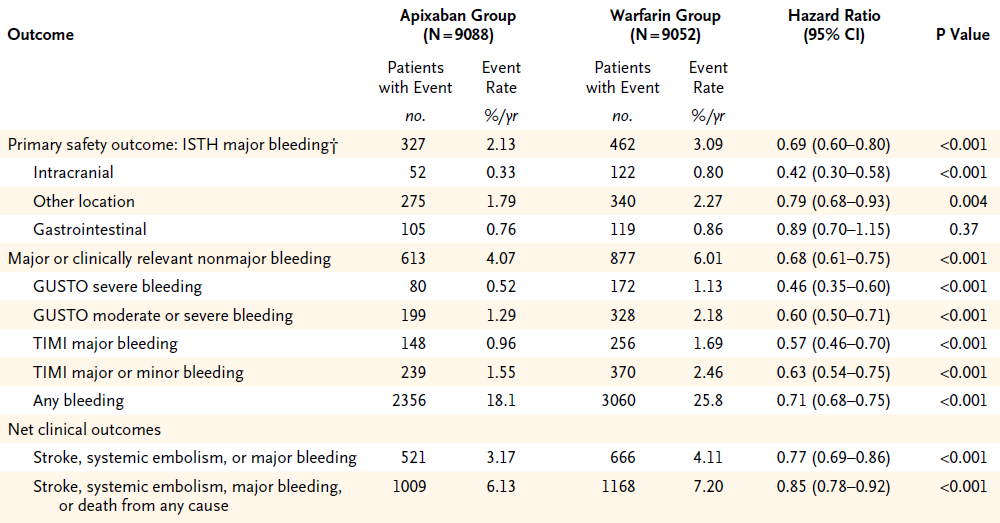 Outcome Apixaban Group (N=9088) Warfarin Group (N=9052) Hazard Ratio (95% CI) P Value
Patients with Event Event Rate Patients with Event Event Rate
no. %/yr no. %/yr
Primary safety outcome: ISTH major bleeding† 327 2.13 462 3.09 0.69 (0.60–0.80) <0.001
Intracranial 52 0.33 122 0.80 0.42 (0.30–0.58) <0.001
Other location 275 1.79 340 2.27 0.79 (0.68–0.93) 0.004
Gastrointestinal 105 0.76 119 0.86 0.89 (0.70–1.15) 0.37
Major or clinically relevant nonmajor bleeding 613 4.07 877 6.01 0.68 (0.61–0.75) <0.001
GUSTO severe bleeding 80 0.52 172 1.13 0.46 (0.35–0.60) <0.001
GUSTO moderate or severe bleeding 199 1.29 328 2.18 0.60 (0.50–0.71) <0.001
TIMI major bleeding 148 0.96 256 1.69 0.57 (0.46–0.70) <0.001
TIMI major or minor bleeding 239 1.55 370 2.46 0.63 (0.54–0.75) <0.001
Any bleeding 2356 18.1 3060 25.8 0.71 (0.68–0.75) <0.001
Net clinical outcomes
Stroke, systemic embolism, or major bleeding 521 3.17 666 4.11 0.77 (0.69–0.86) <0.001
Stroke, systemic embolism, major bleeding, 1009 6.13 1168 7.20 0.85 (0.78–0.92) <0.001
or death from any cause